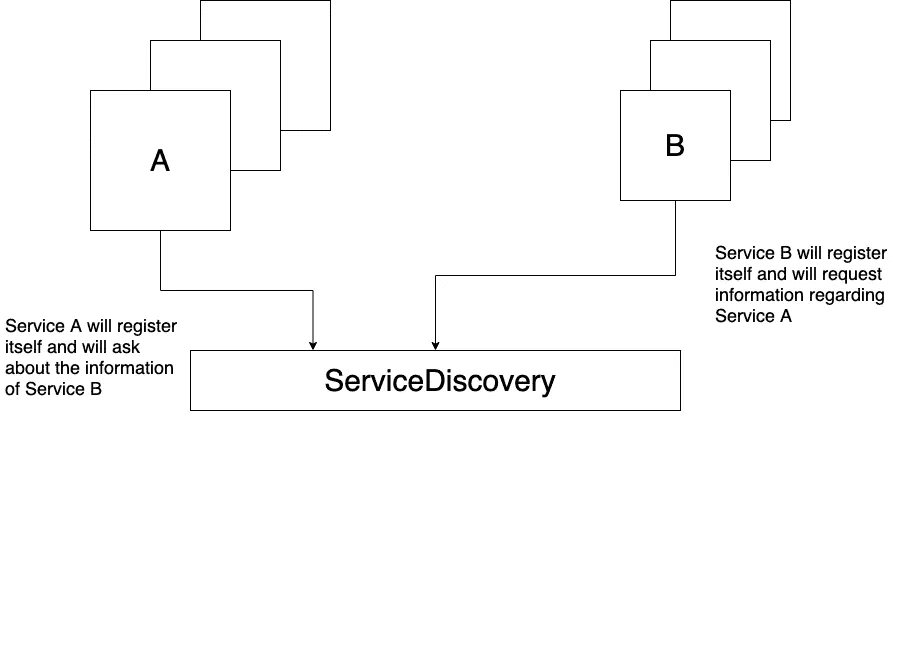 A
B
Service B will register
itself and will request
information regarding
Service A
Service A will register
itself and will ask
about the information
of Service B
ServiceDiscovery